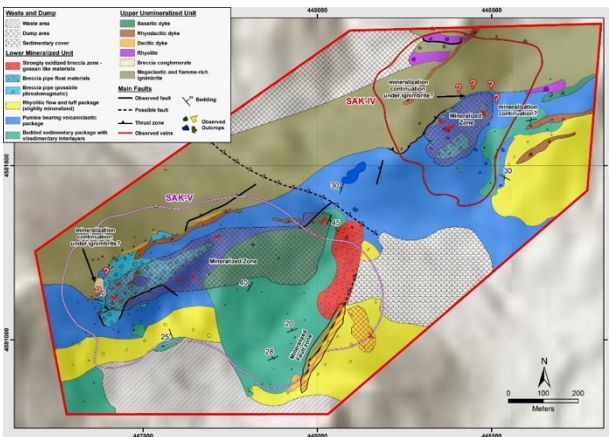 448000
Waste and Dump
Waste area
Dump area
Sedimentary cover
Lower Mineralized Unit
Strongly oxidized breccia zone -
gossan like materials
Breccia pipe float materials
Breccia pipe (possible
phreatomagmatic)
Rhyolitic flow and tuff package (slightly
mineralized)
Pumice bearing volcaniclastic
package
Bedded sedimentary package with
Interlayers
Upper Unmineralized Unit
Basaltic dyke
Rhyodacitic dyke
Dacitic dyke
Rhyolite
Breccia conglomerate
Megaclastic and fiamme-rich
ignimbrite
Main Faults
Observed fault
Possible fault
Thrust zone
Observed veins
Bedding
Observed
Outcrops
mineralization
continuation
under ignimbrite?
SAK-IV
? ? ? ?
mineralization
continuation?
Mineralized
Zone
30
30
SAK-V
45
mineralization
continuation
under ignimbrite?
?
?
Mineralized Zone
40
20
25
28
Mineralized
Fault zone
N
0 100 200
Meters
448000